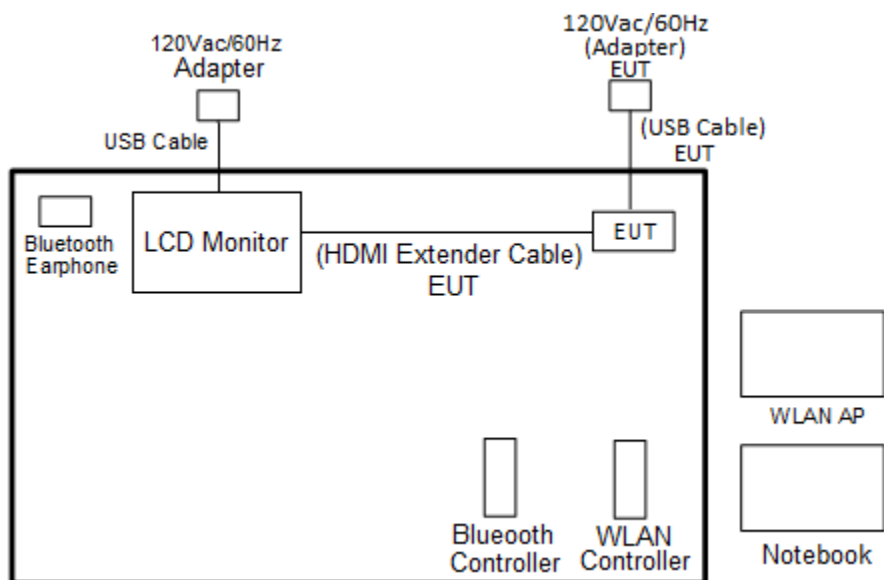 120Vac/60Hz
Adapter
120Vac/60Hz
(Adapter)
EUT
USB Cable
(USB Cable)
EUT
Bluetooth
Earphone
LCD Monitor
(HDMI Extender Cable)
EUT
EUT
WLAN AP
Blueooth
Controller
WLAN
Controller
Notebook